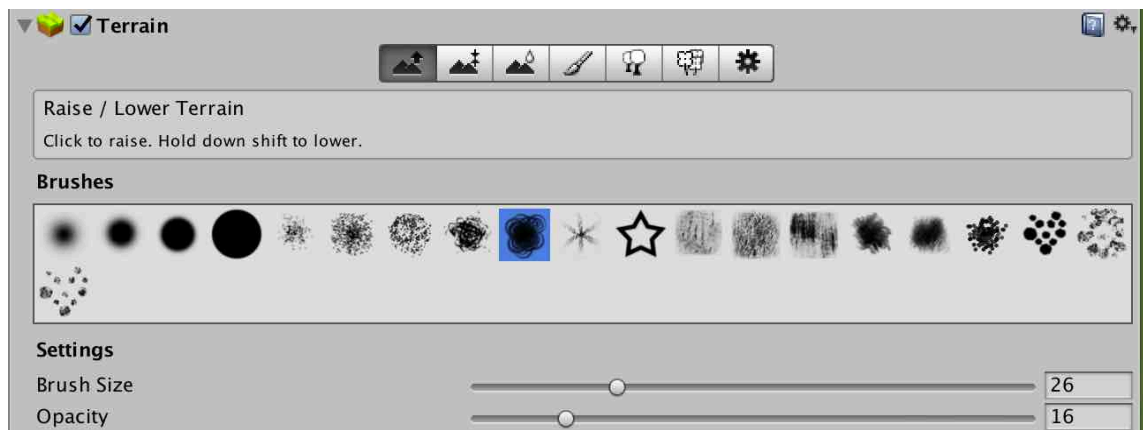 Terrain
Raise / Lower Terrain
Click to raise. Hold down shift to lower.
Brushes
Settings
Brush Size 26
Opacity 16